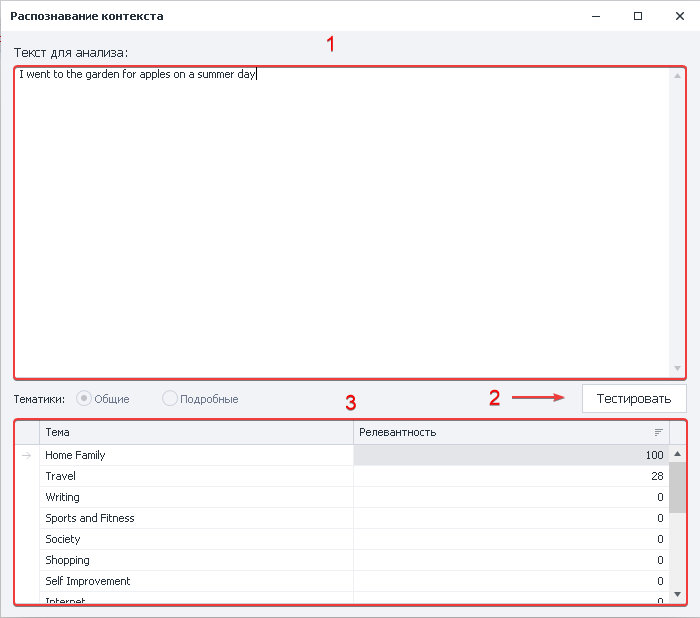 Распознавание контекста
1
Текст для анализа:
I went to the garden for apples on a summer day
Тематики: Общие Подробные
2
Тестировать
3
Тема Релевантность
Home Family 100
Travel 28
Writing 0
Sports and Fitness 0
Society 0
Shopping 0
Self Improvement 0
Internet 0